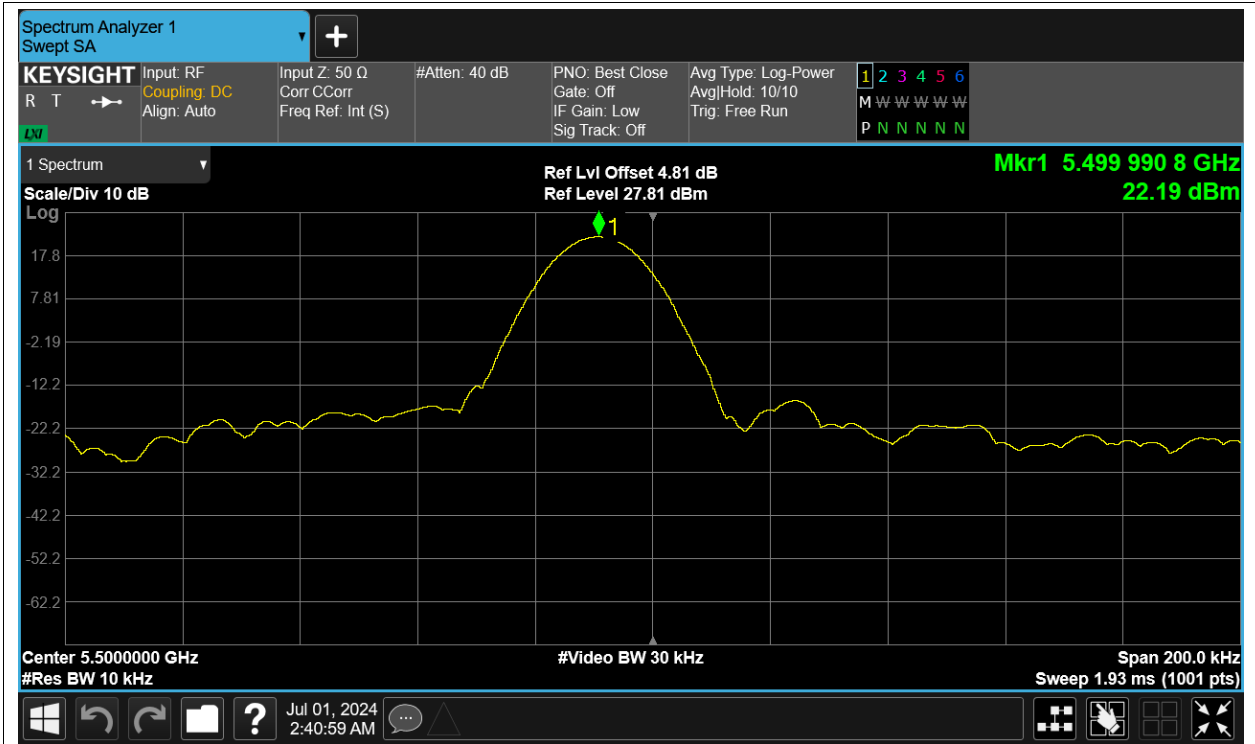 Spectrum Analyzer 1
Swept SA
+
KEYSIGHT
R T
LXI
Input: RF
Coupling: DC
Align: Auto
Input Z: 50 Ω
Corr CCorr
Freq Ref: Int (S)
#Atten: 40 dB
PNO: Best Close
Gate: Off
IF Gain: Low
Sig Track: Off
Avg Type: Log-Power
Avg|Hold: 10/10
Trig: Free Run
1 2 3 4 5 6
M W W W W W
P N N N N N
1 Spectrum
Scale/Div 10 dB
Ref Lvl Offset 4.81 dB
Ref Level 27.81 dBm
Mkr1 5.499 990 8 GHz
22.19 dBm
Log
1
17.8
7.81
-2.19
-12.2
-22.2
-32.2
-42.2
-52.2
-62.2
Center 5.5000000 GHz
#Res BW 10 kHz
#Video BW 30 kHz
Span 200.0 kHz
Sweep 1.93 ms (1001 pts)
?
Jul 01, 2024
2:40:59 AM